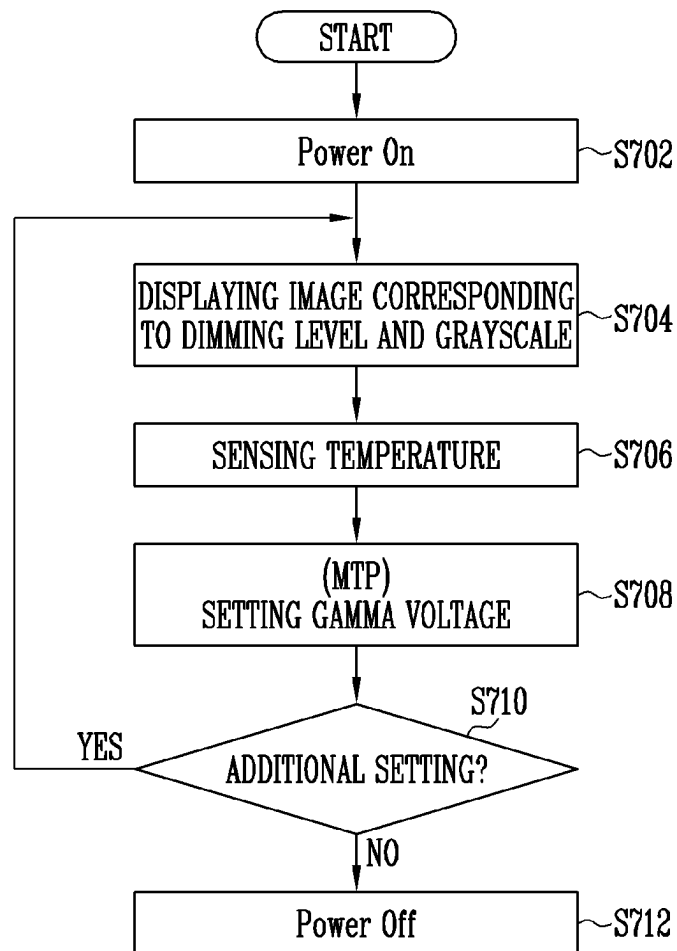 START
Power On
S702
DISPLAYING IMAGE CORRESPONDING
TO DIMMING LEVEL AND GRAYSCALE
S704
SENSING TEMPERATURE
S706
(MTP)
SETTING GAMMA VOLTAGE
S708
S710
YES
ADDITIONAL SETTING?
NO
Power Off
S712